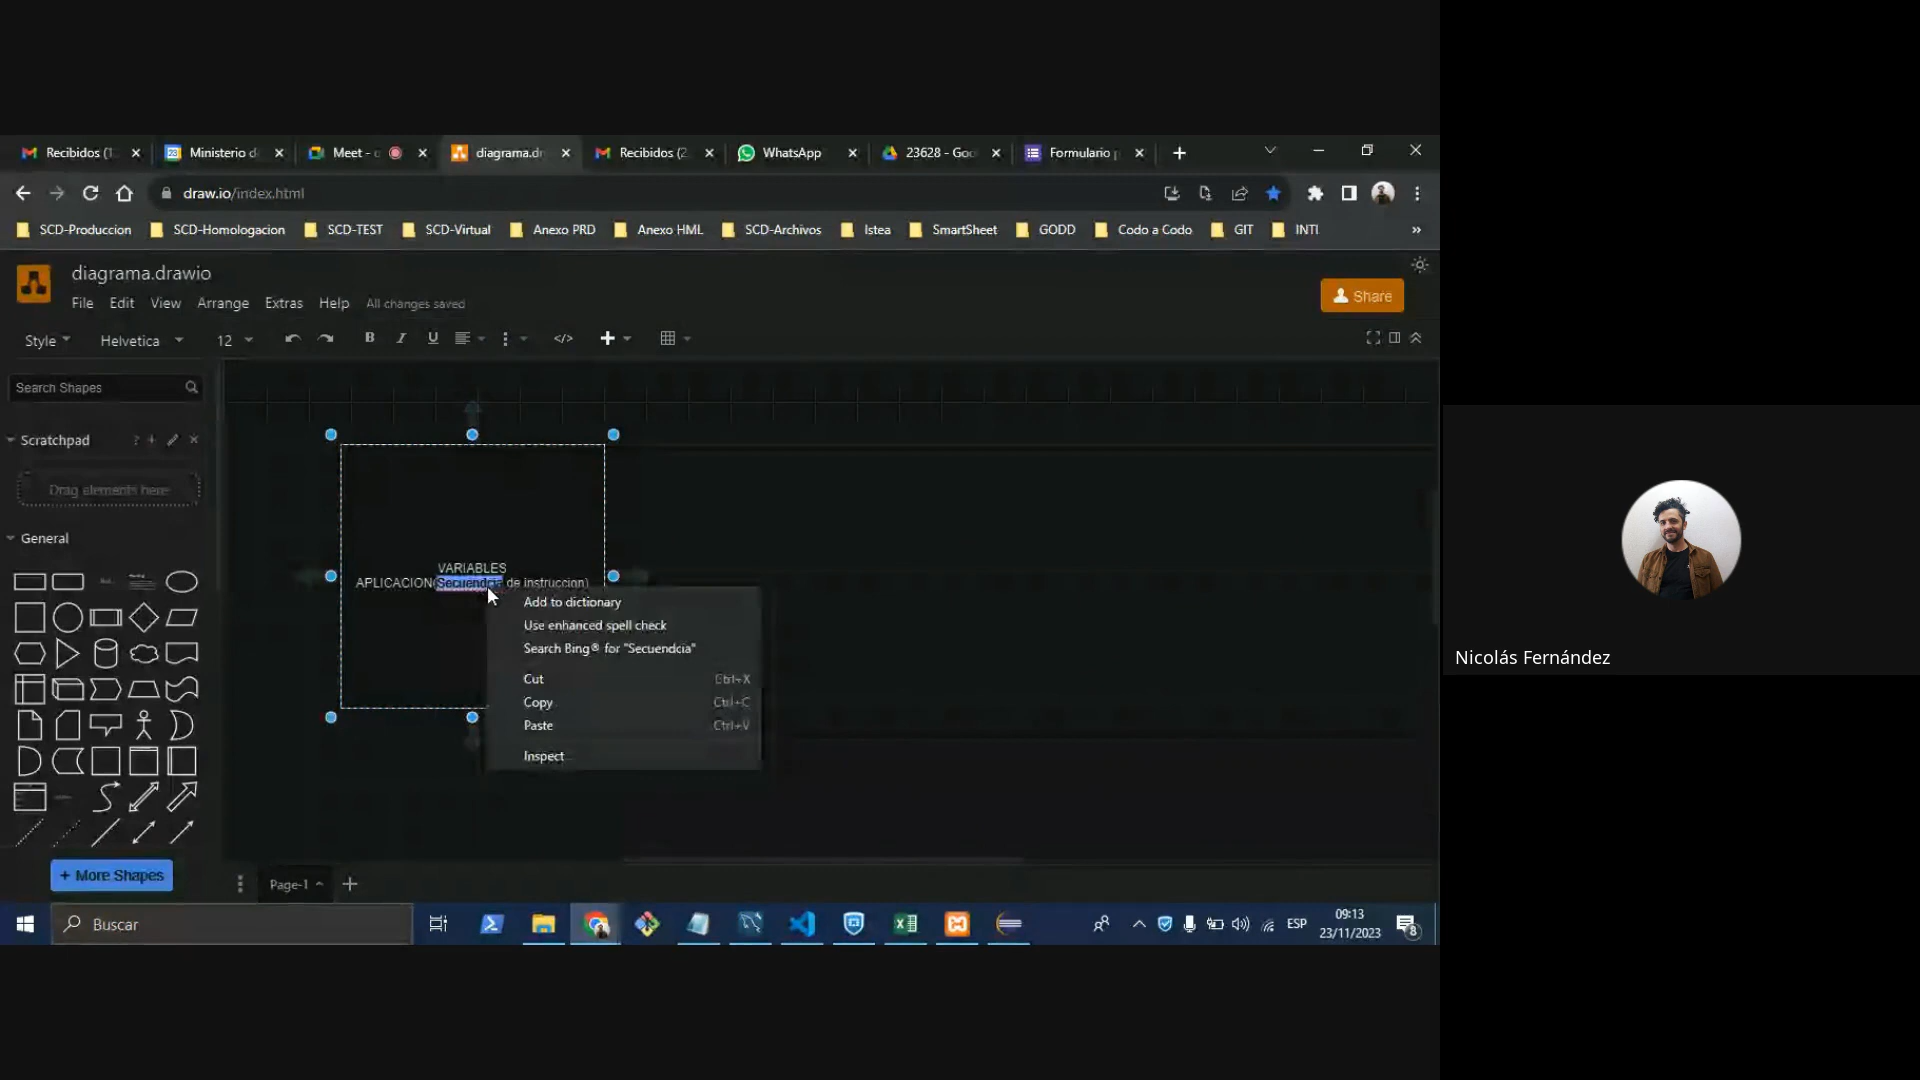 Recibidos (1
Ministerio d
Meet - c
diagrama.dr
Recibidos (2
WhatsApp
23628 - Goo
Formulario p
draw.io/index.html
SCD-Produccion
SCD-Homologacion
SCD-TEST
SCD-Virtual
Anexo PRD
Anexo HML
SCD-Archivos
Istea
SmartSheet
GODD
Codo a Codo
GIT
INTI
»
diagrama.drawio
File Edit View Arrange Extras Help All changes saved
Share
Style Helvetica 12 B I U </>
Search Shapes
Scratchpad ?
Drag elements here
General
VARIABLES
APLICACION(Secuendcia de instruccion)
Add to dictionary
Use enhanced spell check
Search Bing® for "Secuendcia"
Cut Ctrl+X
Copy Ctrl+C
Paste Ctrl+V
Inspect
Nicolás Fernández
+ More Shapes
Page-1
Buscar
ESP
09:13
23/11/2023
8